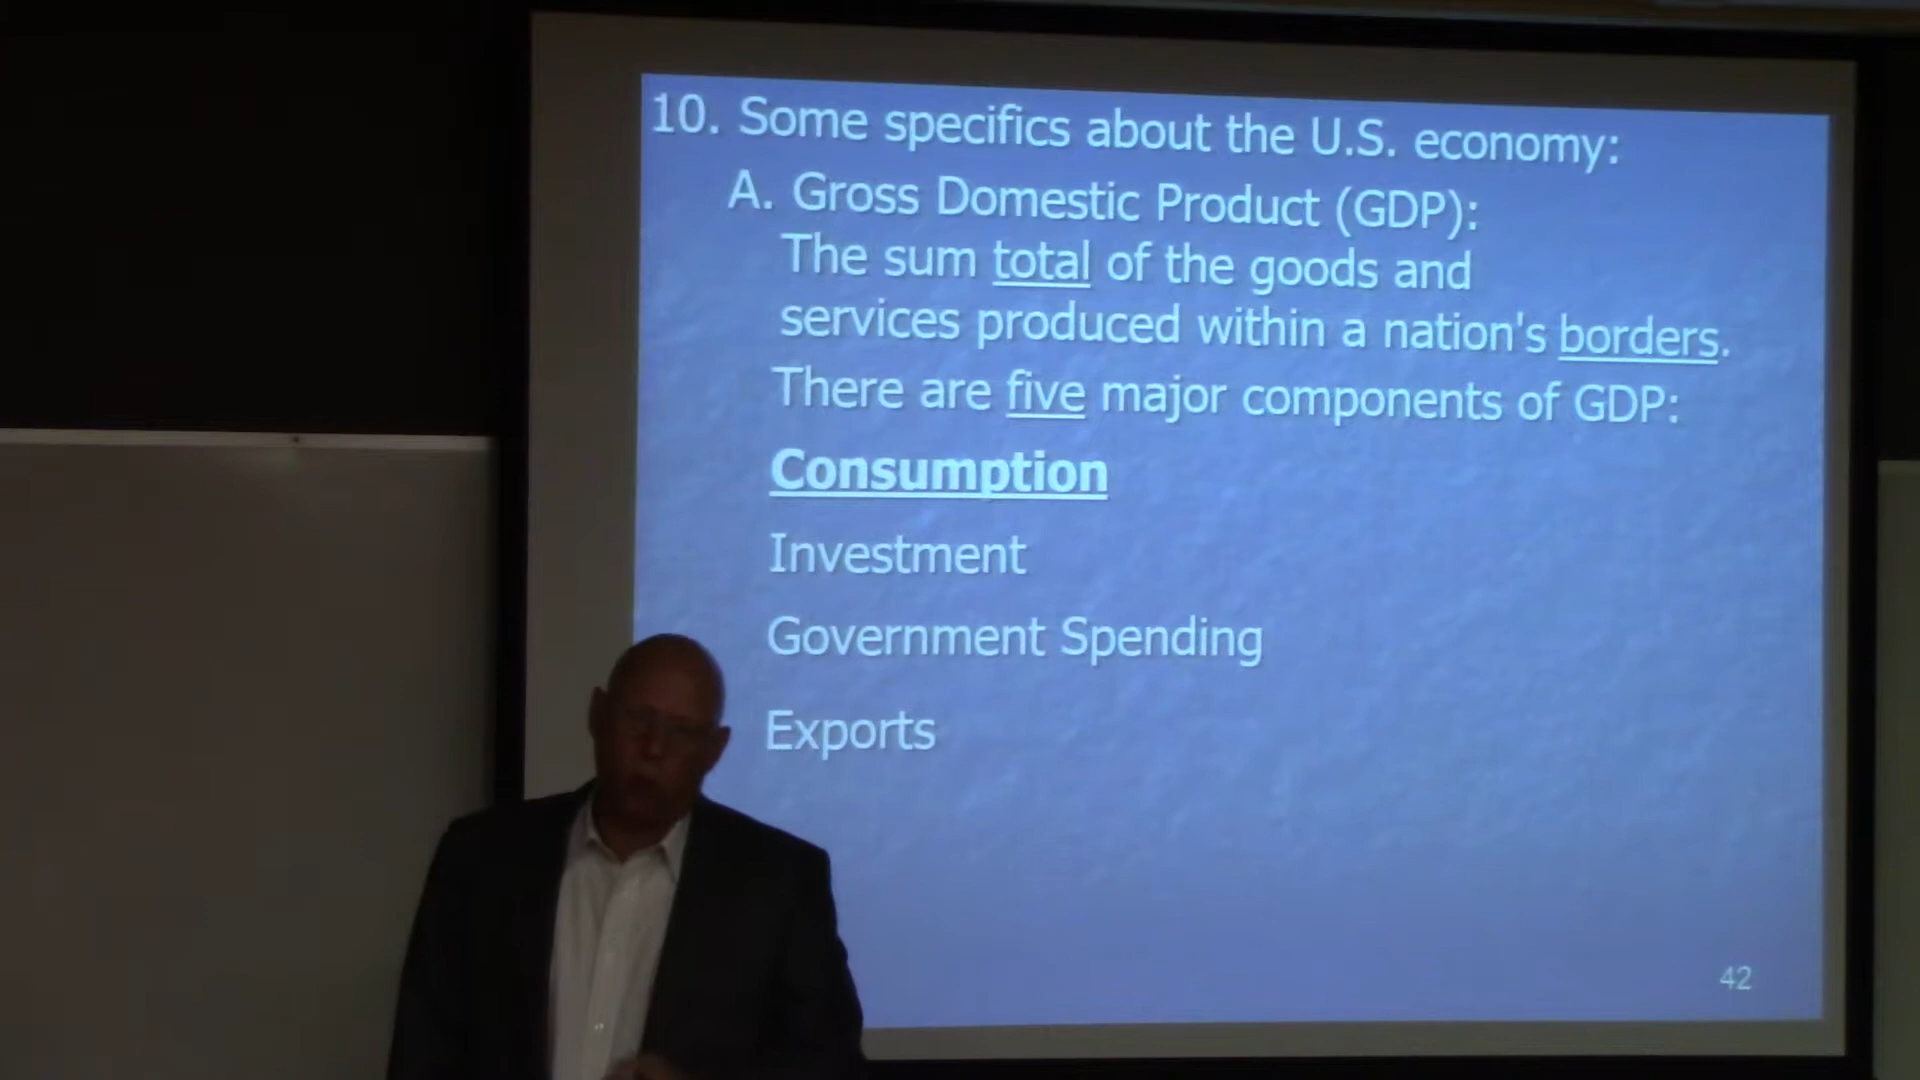 10. Some specifics about the U.S. economy:
A. Gross Domestic Product (GDP):
The sum total of the goods and
services produced within a nation's borders.
There are five major components of GDP:
Consumption
Investment
Government Spending
Exports
42